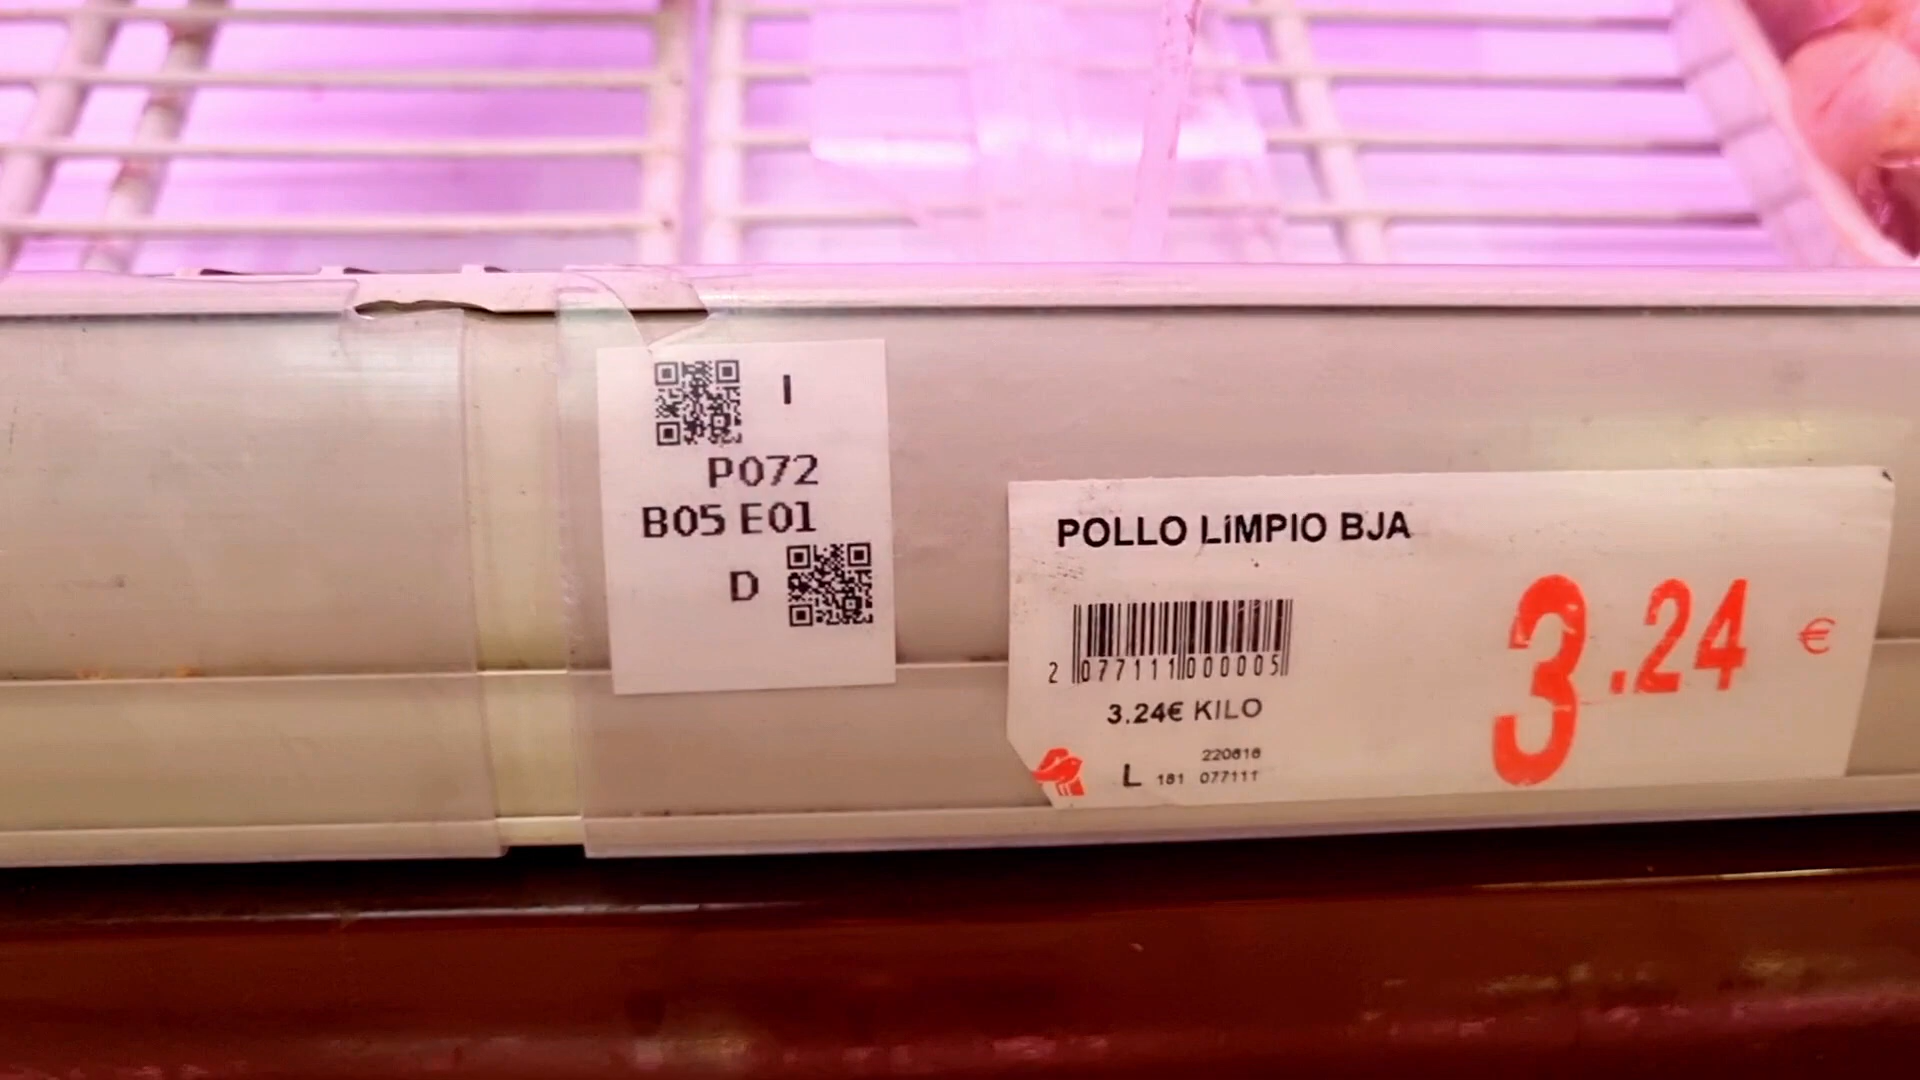 I
P072
B05 E01
D
POLLO LiMPIO BJA
2 077111 000005
3.24€ KILO
220616
L 181 077111
3.24 €